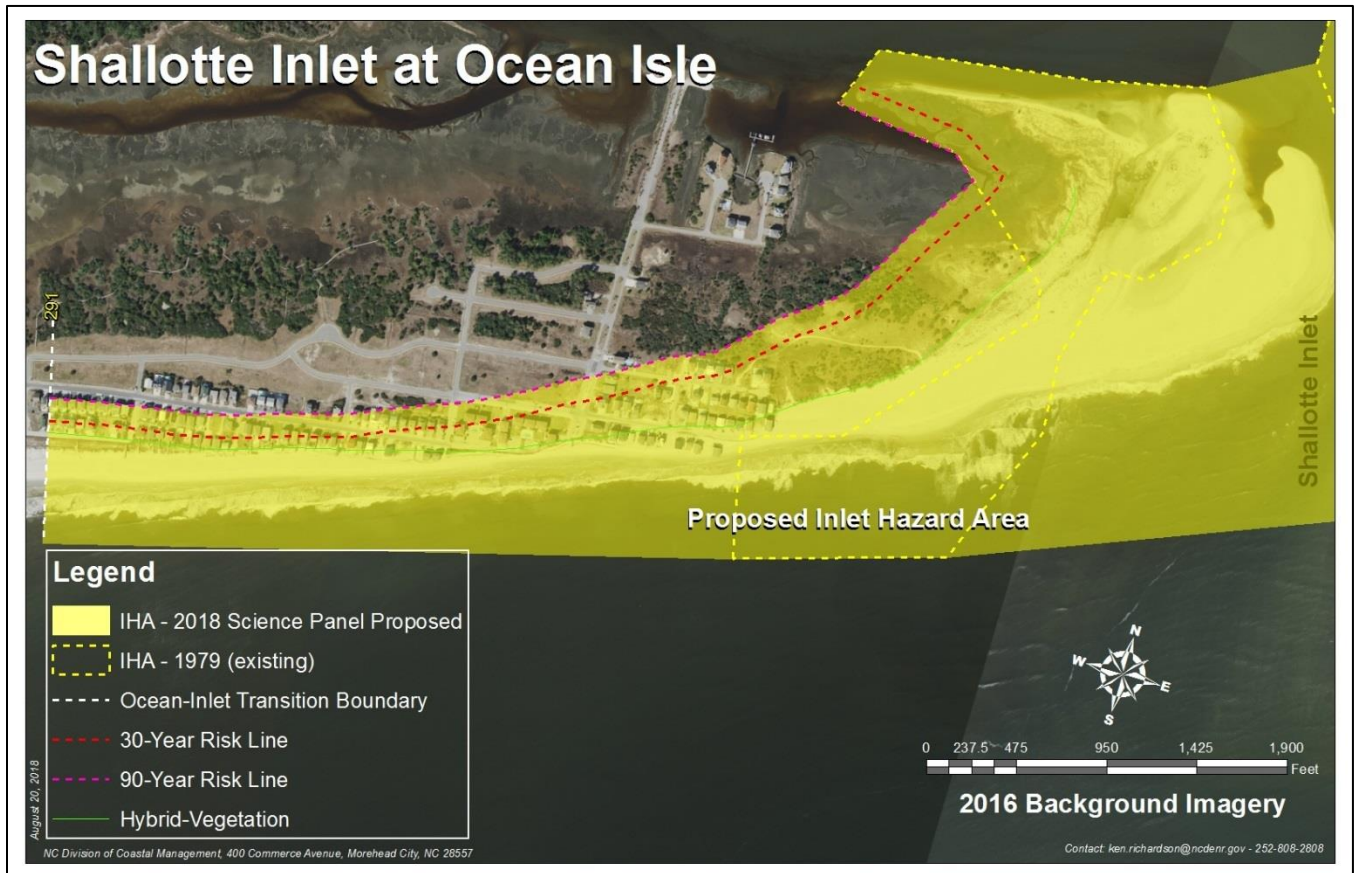 Shallotte Inlet at Ocean Isle
291
Shallotte Inlet
Proposed Inlet Hazard Area
Legend
IHA - 2018 Science Panel Proposed
IHA - 1979 (existing)
Ocean-Inlet Transition Boundary
30-Year Risk Line
90-Year Risk Line
Hybrid-Vegetation
N
W
E
S
0 237.5 475 950 1,425 1,900
Feet
2016 Background Imagery
August 20, 2018
NC Division of Coastal Management, 400 Commerce Avenue, Morehead City, NC 28557
Contact: ken.richardson@ncdenr.gov - 252-808-2808